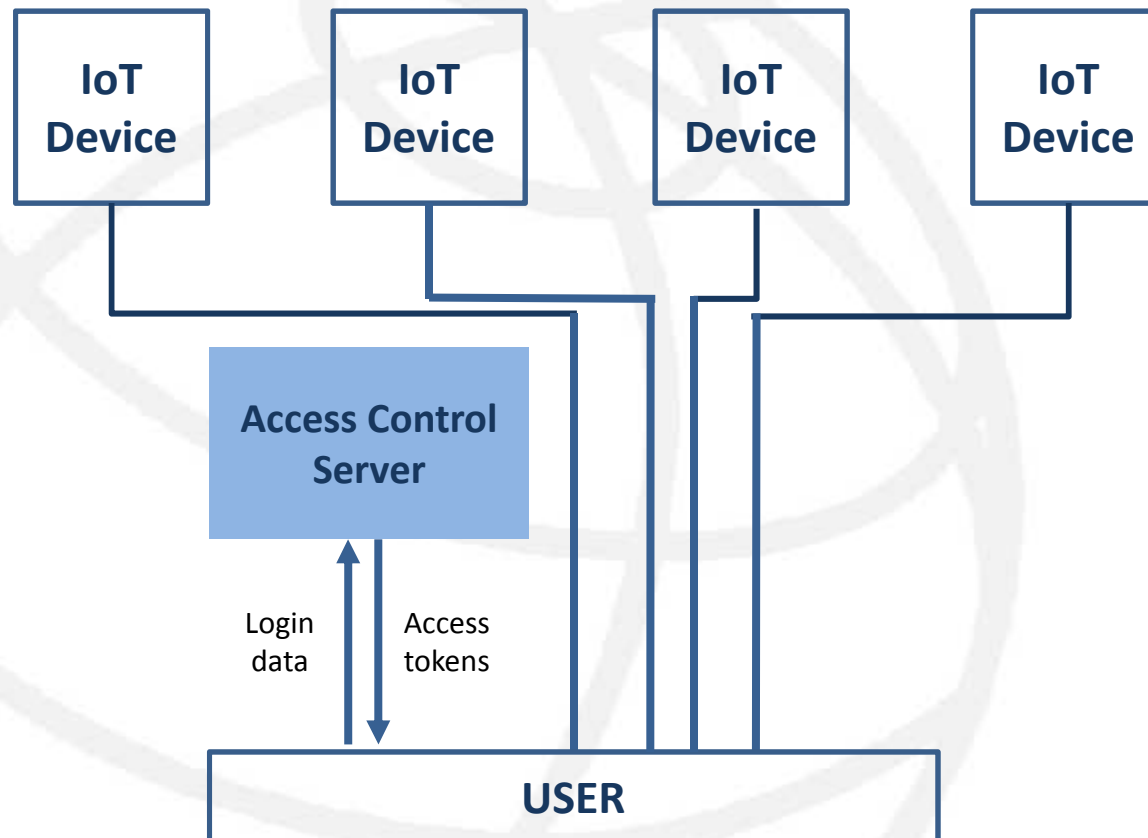 IoT
Device
IoT
Device
IoT
Device
IoT
Device
Access Control
Server
Login
data
Access
tokens
USER